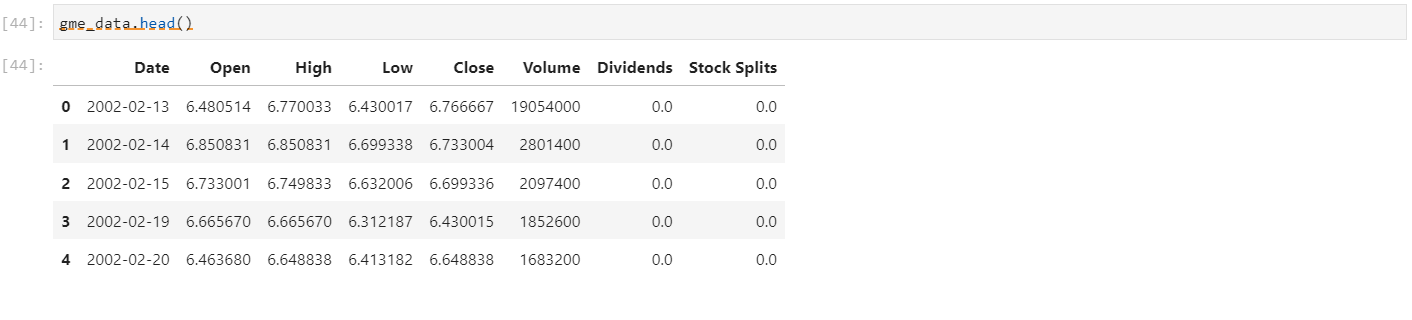 [44]: gme_data.head()
[44]:
Date Open High Low Close Volume Dividends Stock Splits
0 2002-02-13 6.480514 6.770033 6.430017 6.766667 19054000 0.0 0.0
1 2002-02-14 6.850831 6.850831 6.699338 6.733004 2801400 0.0 0.0
2 2002-02-15 6.733001 6.749833 6.632006 6.699336 2097400 0.0 0.0
3 2002-02-19 6.665670 6.665670 6.312187 6.430015 1852600 0.0 0.0
4 2002-02-20 6.463680 6.648838 6.413182 6.648838 1683200 0.0 0.0